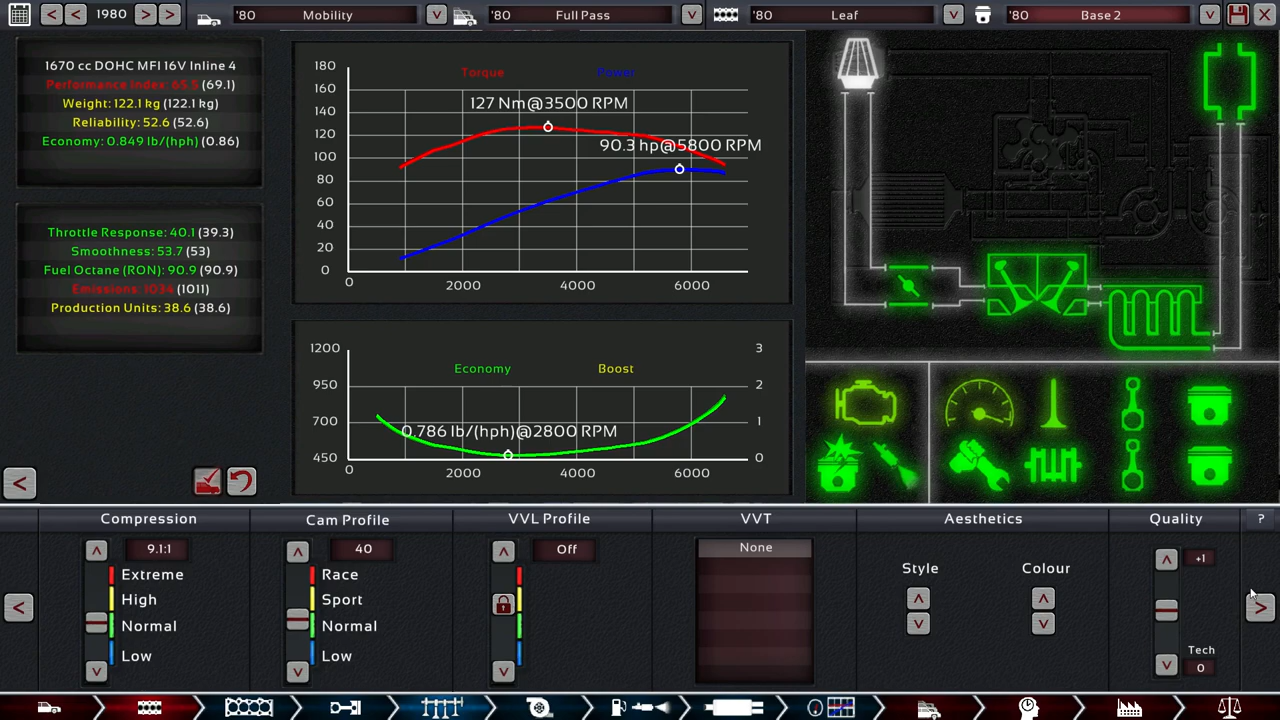 1980
'80 Mobility
'80 Full Pass
'80 Leaf
'80 Base 2
1670 cc DOHC MFI 16V Inline 4
Performance Index: 65.5 (69.1)
Weight: 122.1 kg (122.1 kg)
Reliability: 52.6 (52.6)
Economy: 0.849 lb/(hph) (0.86)
Throttle Response: 40.1 (39.3)
Smoothness: 53.7 (53)
Fuel Octane (RON): 90.9 (90.9)
Emissions: 1034 (1011)
Production Units: 38.6 (38.6)
180
160
140
120
100
80
60
40
20
0
Torque
Power
127 Nm@3500 RPM
90.3 hp@5800 RPM
0
2000
4000
6000
1200
950
700
450
Economy
Boost
3
2
1
0
0.786 lb/(hph)@2800 RPM
0
2000
4000
6000
Compression
9.1:1
Extreme
High
Normal
Low
Cam Profile
40
Race
Sport
Normal
Low
VVL Profile
Off
VVT
None
Aesthetics
Style
Colour
Quality
+1
Tech
0
?